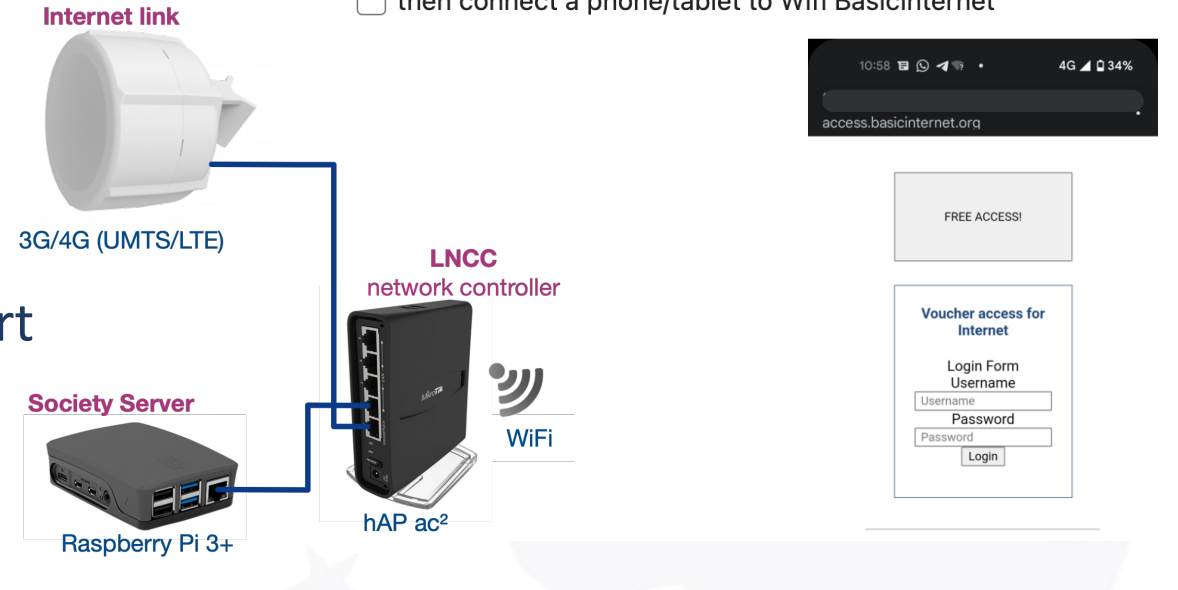 then connect a phone/tablet to Wifi BasicInternet
Internet link
3G/4G (UMTS/LTE)
rt
LNCC
network controller
MikroTik
WiFi
hAP ac²
Society Server
Raspberry Pi 3+
10:58
4G 34%
access.basicinternet.org
FREE ACCESS!
Voucher access for
Internet
Login Form
Username
Username
Password
Password
Login